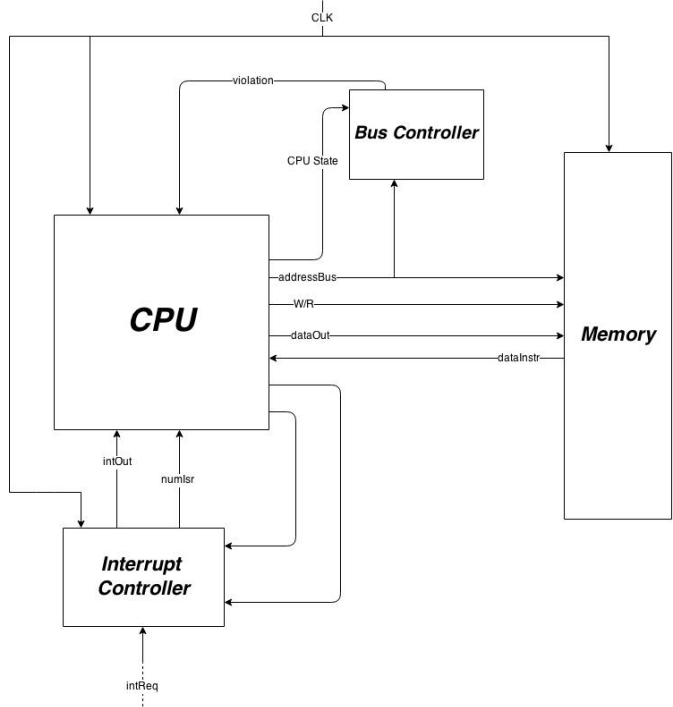 CLK
violation
Bus Controller
CPU State
addressBus
W/R
dataOut
dataInstr
CPU
Memory
intOut
numIsr
Interrupt
Controller
intReq